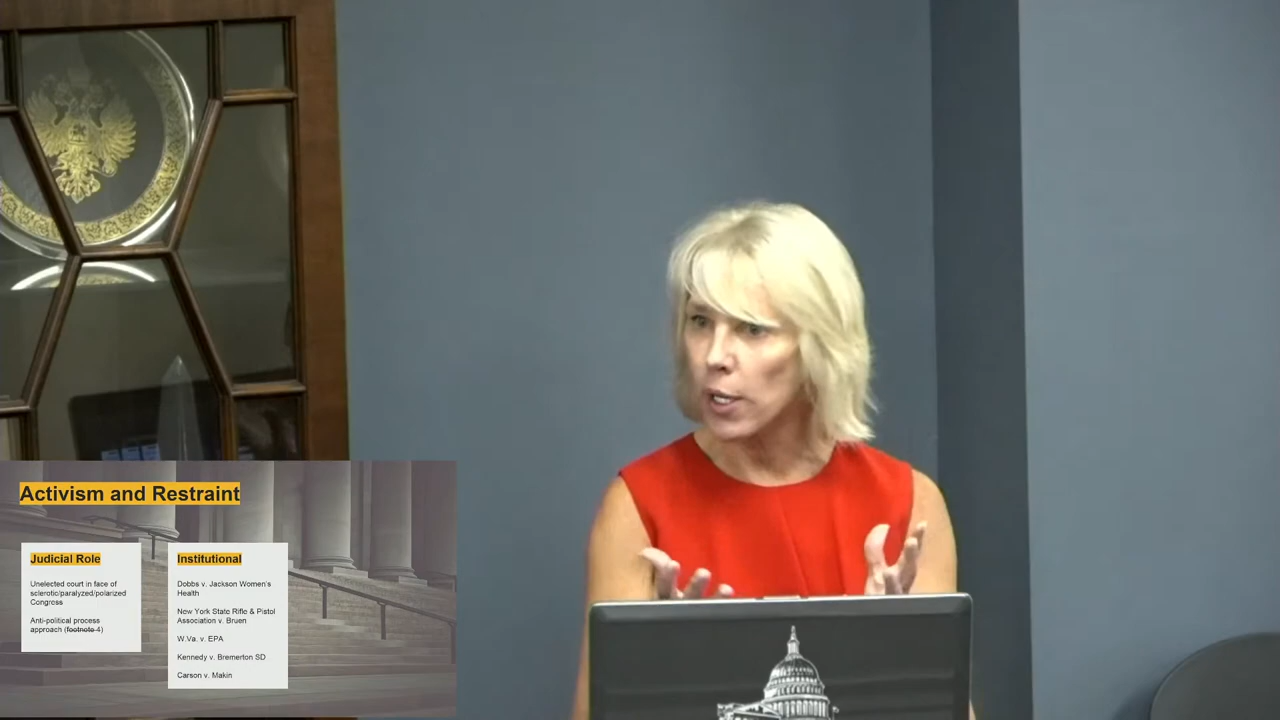 Activism and Restraint
Judicial Role
Unelected court in face of
sclerotic/paralyzed/polarized
Congress
Anti-political process
approach (footnote 4)
Institutional
Dobbs v. Jackson Women's
Health
New York State Rifle & Pistol
Association v. Bruen
W.Va. v. EPA
Kennedy v. Bremerton SD
Carson v. Makin